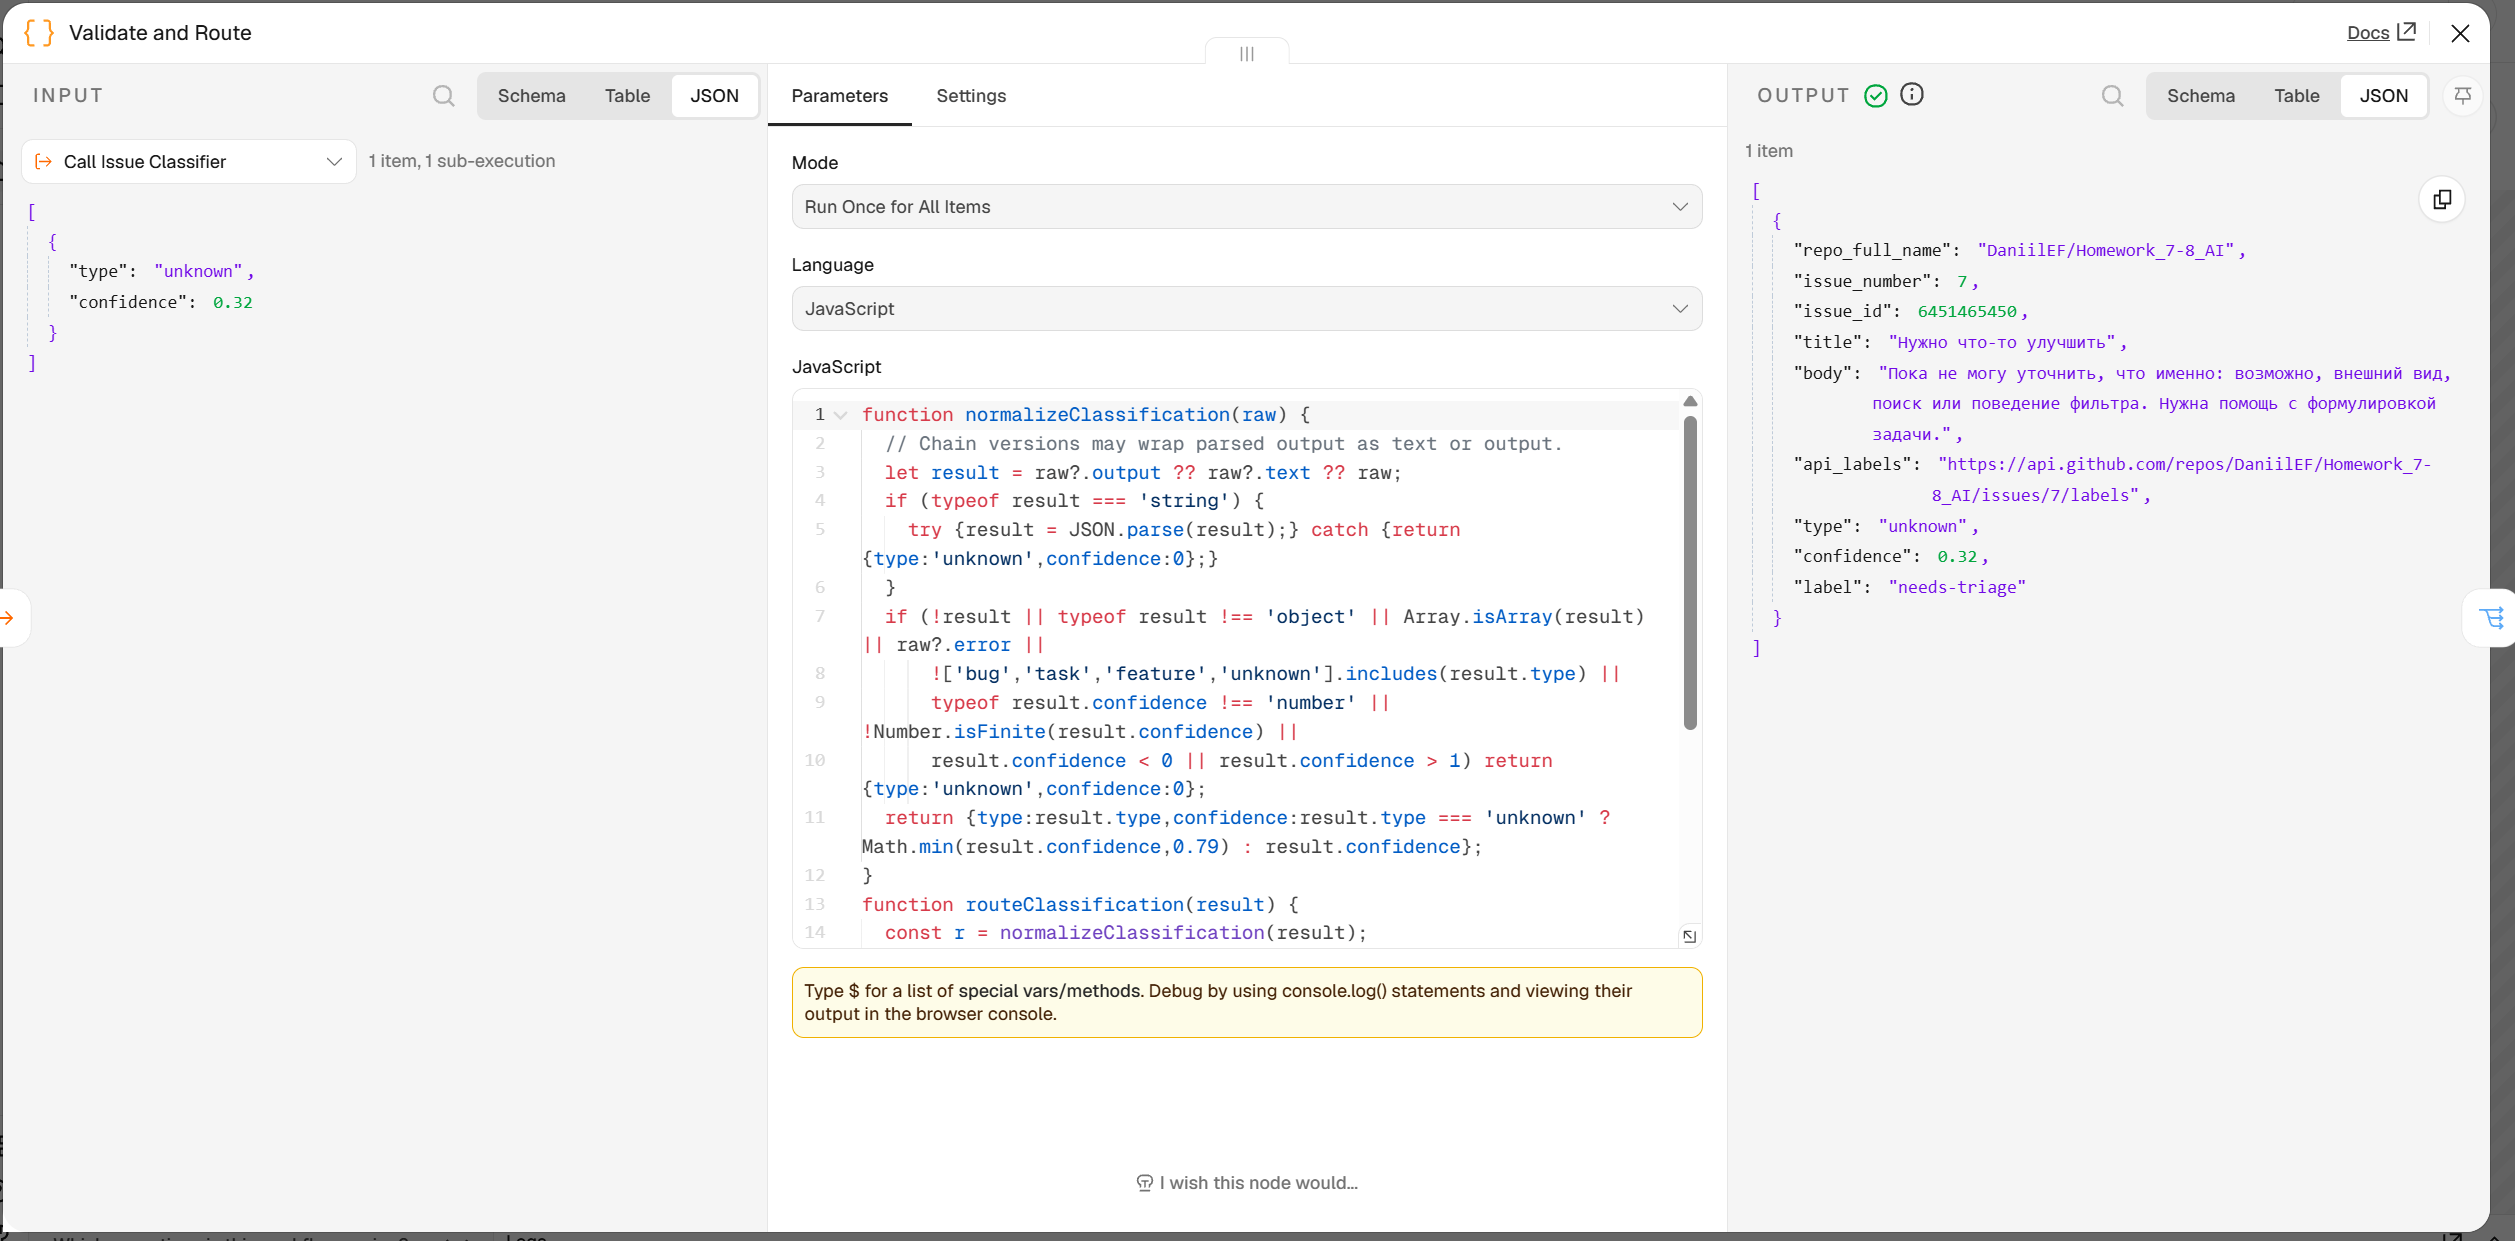 Validate and Route
Docs
INPUT
Schema
Table
JSON
Call Issue Classifier
1 item, 1 sub-execution
[
{
"type": "unknown",
"confidence": 0.32
}
]
Parameters
Settings
Mode
Run Once for All Items
Language
JavaScript
JavaScript
1 function normalizeClassification(raw) {
2 // Chain versions may wrap parsed output as text or output.
3 let result = raw?.output ?? raw?.text ?? raw;
4 if (typeof result === 'string') {
5 try {result = JSON.parse(result);} catch {return
{type:'unknown',confidence:0};}
6 }
7 if (!result || typeof result !== 'object' || Array.isArray(result)
|| raw?.error ||
8 !['bug','task','feature','unknown'].includes(result.type) ||
9 typeof result.confidence !== 'number' ||
!Number.isFinite(result.confidence) ||
10 result.confidence < 0 || result.confidence > 1) return
{type:'unknown',confidence:0};
11 return {type:result.type,confidence:result.type === 'unknown' ?
Math.min(result.confidence,0.79) : result.confidence};
12 }
13 function routeClassification(result) {
14 const r = normalizeClassification(result);
Type $ for a list of special vars/methods. Debug by using console.log() statements and viewing their
output in the browser console.
I wish this node would...
OUTPUT
Schema
Table
JSON
1 item
[
{
"repo_full_name": "DaniilEF/Homework_7-8_AI",
"issue_number": 7,
"issue_id": 6451465450,
"title": "Нужно что-то улучшить",
"body": "Пока не могу уточнить, что именно: возможно, внешний вид,
поиск или поведение фильтра. Нужна помощь с формулировкой
задачи.",
"api_labels": "https://api.github.com/repos/DaniilEF/Homework_7-
8_AI/issues/7/labels",
"type": "unknown",
"confidence": 0.32,
"label": "needs-triage"
}
]